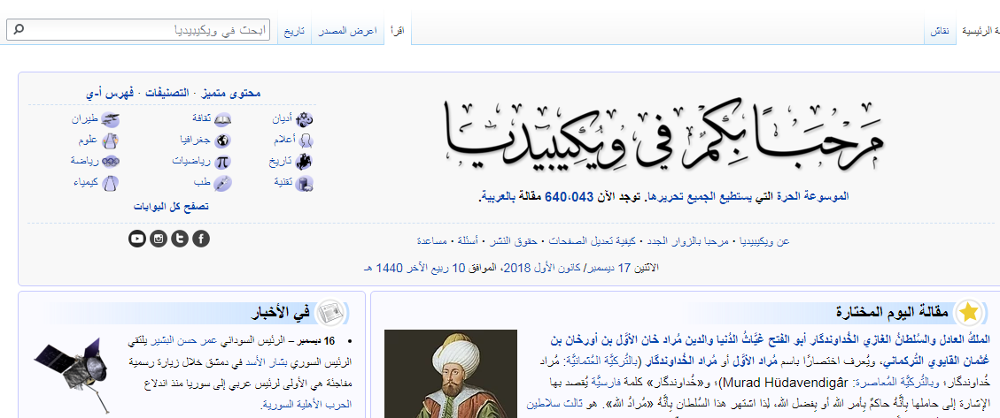 ة الرئيسية
نقاش
اقرأ
اعرض المصدر
تاريخ
ابحث في ويكيبيديا
مَرحَبًا بِكُم في وِيكِيبيديا
الموسوعة الحرة التي يستطيع الجميع تحريرها. توجد الآن 640،043 مقالة بالعربية.
محتوى متميز · التصنيفات · فهرس أ-ي
أديان
ثقافة
طيران
أعلام
جغرافيا
علوم
تاريخ
رياضيات
رياضة
تقنية
طب
كيمياء
تصفح كل البوابات
عن ويكيبيديا · مرحبا بالزوار الجدد · كيفية تعديل الصفحات · حقوق النشر · أسئلة · مساعدة
الاثنين 17 ديسمبر/ كانون الأول 2018، الموافق 10 ربيع الآخر 1440 هـ
مقالة اليوم المختارة
الملكُ العادل والسُلطانُ الغازي الخُداوندگار أبو الفتح غيَّاثُ الدُنيا والدين مُراد خان الأوَّل بن أورخان بن
عُثمان القايوي التُركماني، ويُعرف اختصارًا باسم مُراد الأوَّل أو مُراد الخُداوندگار (بالتُركيَّة العُثمانيَّة: مُراد
خُداوندگار؛ وبالتُركيَّة المُعاصرة: Murad Hüdavendigâr)؛ و«خُداوندگار» كلمة فارسيَّة يُقصد بها
الإشارة إلى حاملها بِأنَّهُ حاكمٌ بِأمر الله أو بِفضل الله، لِذا اشتهر هذا السُلطان بِأنَّهُ «مُرادُ الله». هو ثالث سلاطين
في الأخبار
• 16 ديسمبر – الرئيس السوداني عمر حسن البشير يلتقي
الرئيس السوري بشار الأسد في دمشق خلال زيارة رسمية
مفاجئة هي الأولى لرئيس عربي إلى سوريا منذ اندلاع
الحرب الأهلية السورية.